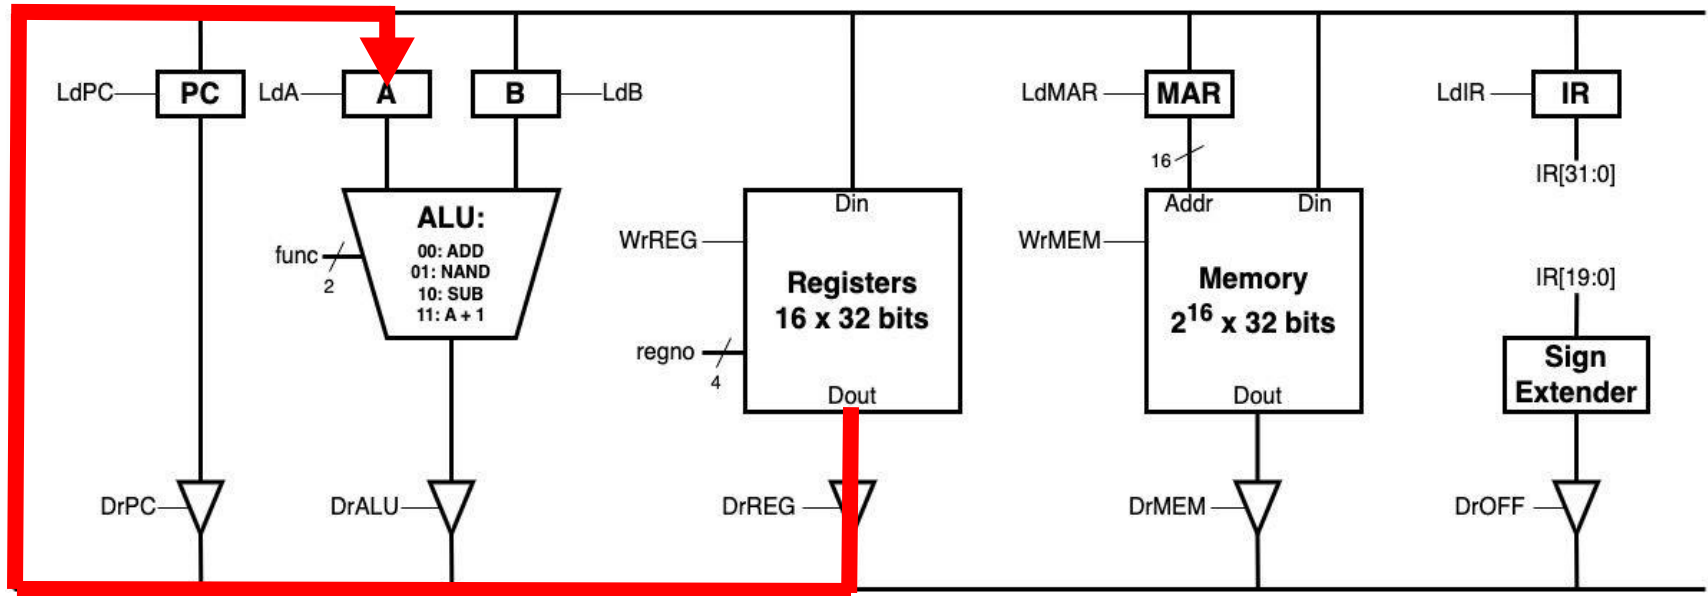 LdPC
PC
LdA
A
B
LdB
LdMAR
MAR
LdIR
IR
16
IR[31:0]
ALU:
00: ADD
01: NAND
10: SUB
11: A + 1
func
2
Din
WrREG
Registers
16 x 32 bits
regno
4
Dout
Addr
Din
WrMEM
Memory
2^16 x 32 bits
Dout
IR[19:0]
Sign
Extender
DrPC
DrALU
DrREG
DrMEM
DrOFF